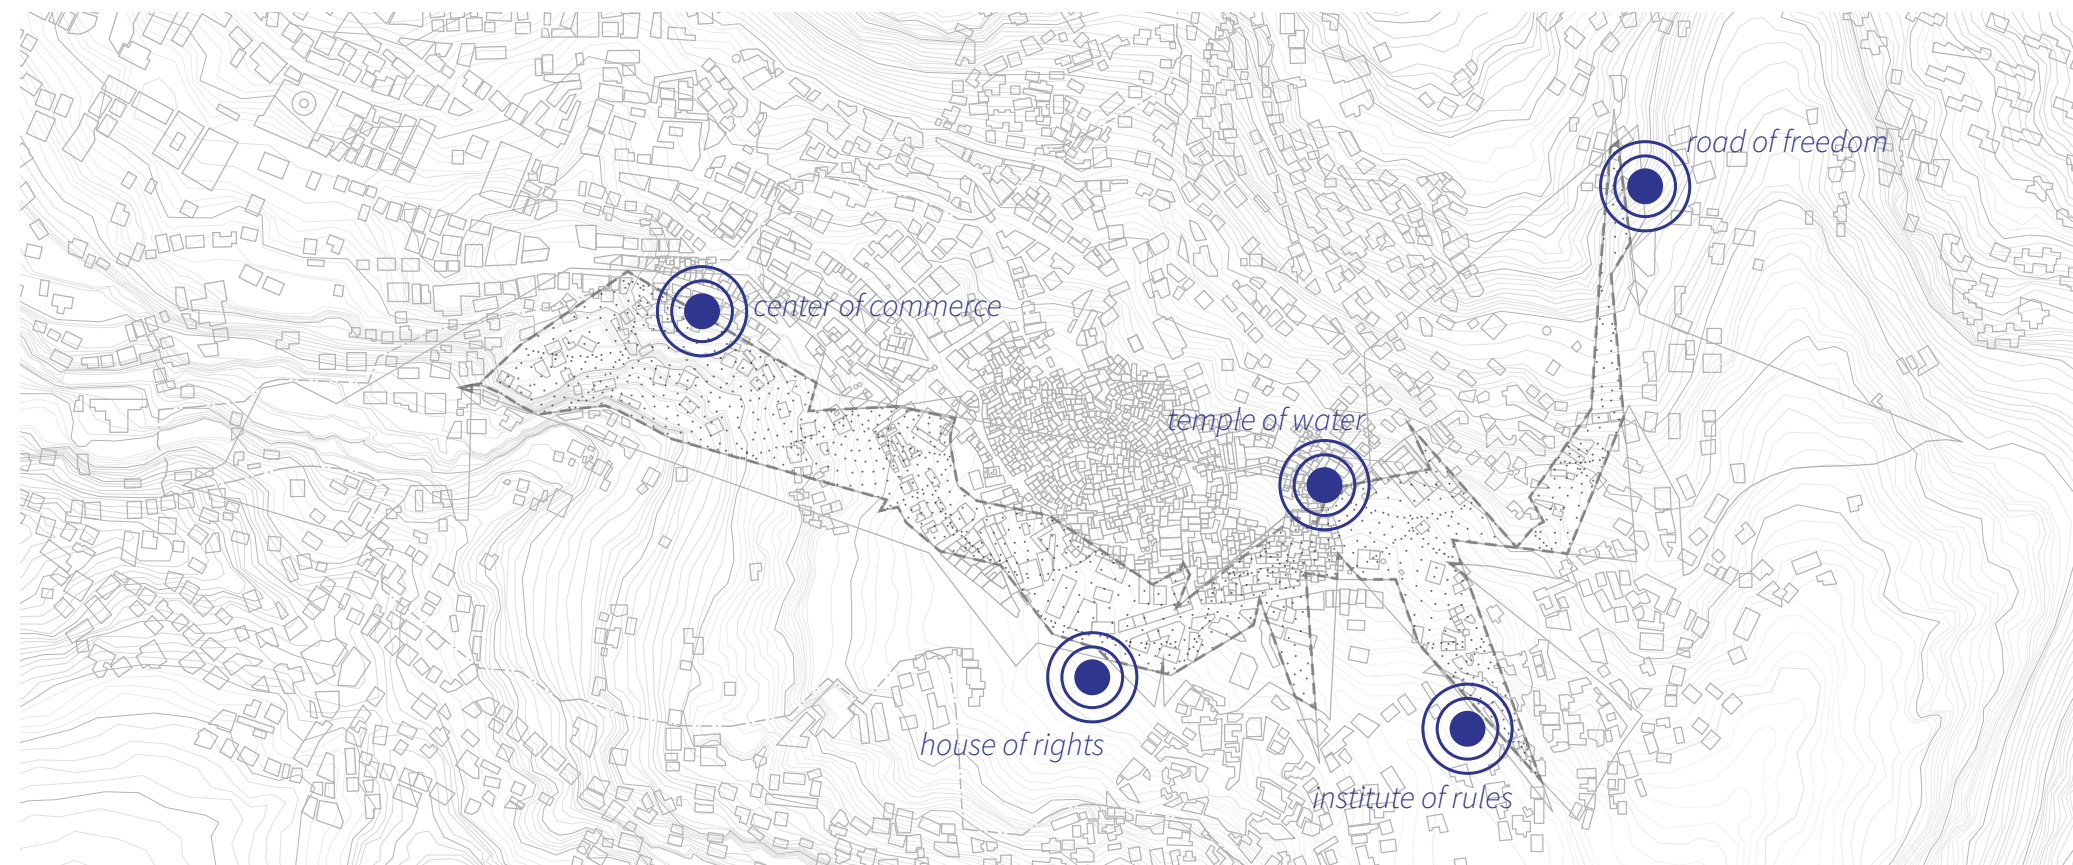 road of freedom
center of commerce
temple of water
house of rights
institute of rules